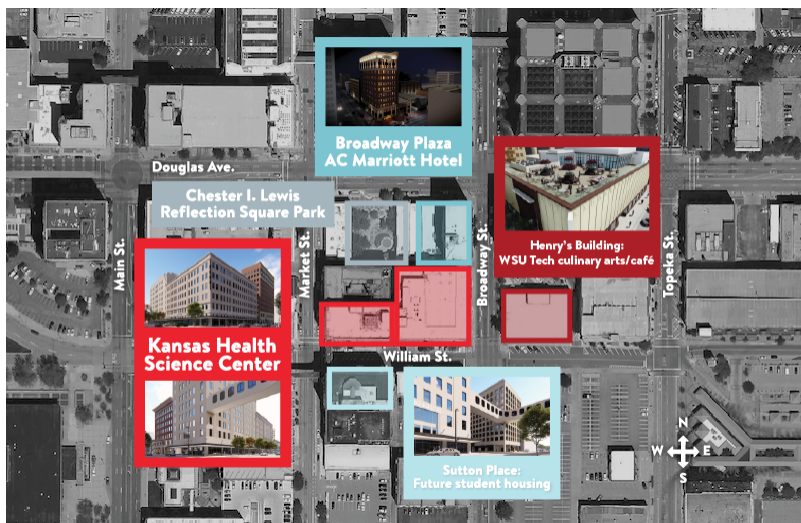 Broadway Plaza
AC Marriott Hotel
Douglas Ave.
Chester I. Lewis
Reflection Square Park
Henry's Building:
WSU Tech culinary arts/café
Main St.
Market St.
Broadway St.
Topeka St.
Kansas Health
Science Center
William St.
Sutton Place:
Future student housing
N
W E
S